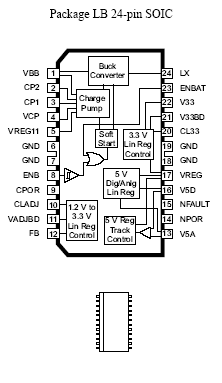 Package LB 24-pin SOIC
VBB 1
CP2 2
CP1 3
VCP 4
VREG11 5
GND 6
GND 7
ENB 8
CPOR 9
CLADJ 10
VADJBD 11
FB 12
Buck
Converter
Charge
Pump
Soft
Start
3.3 V
Lin Reg
Control
5 V
Dig/Anlg
Lin Reg
1.2 V to
3.3 V
Lin Reg
Control
5 V Reg
Track
Control
24 LX
23 ENBAT
22 V33
21 V33BD
20 CL33
19 GND
18 GND
17 VREG
16 V5D
15 NFAULT
14 NPOR
13 V5A